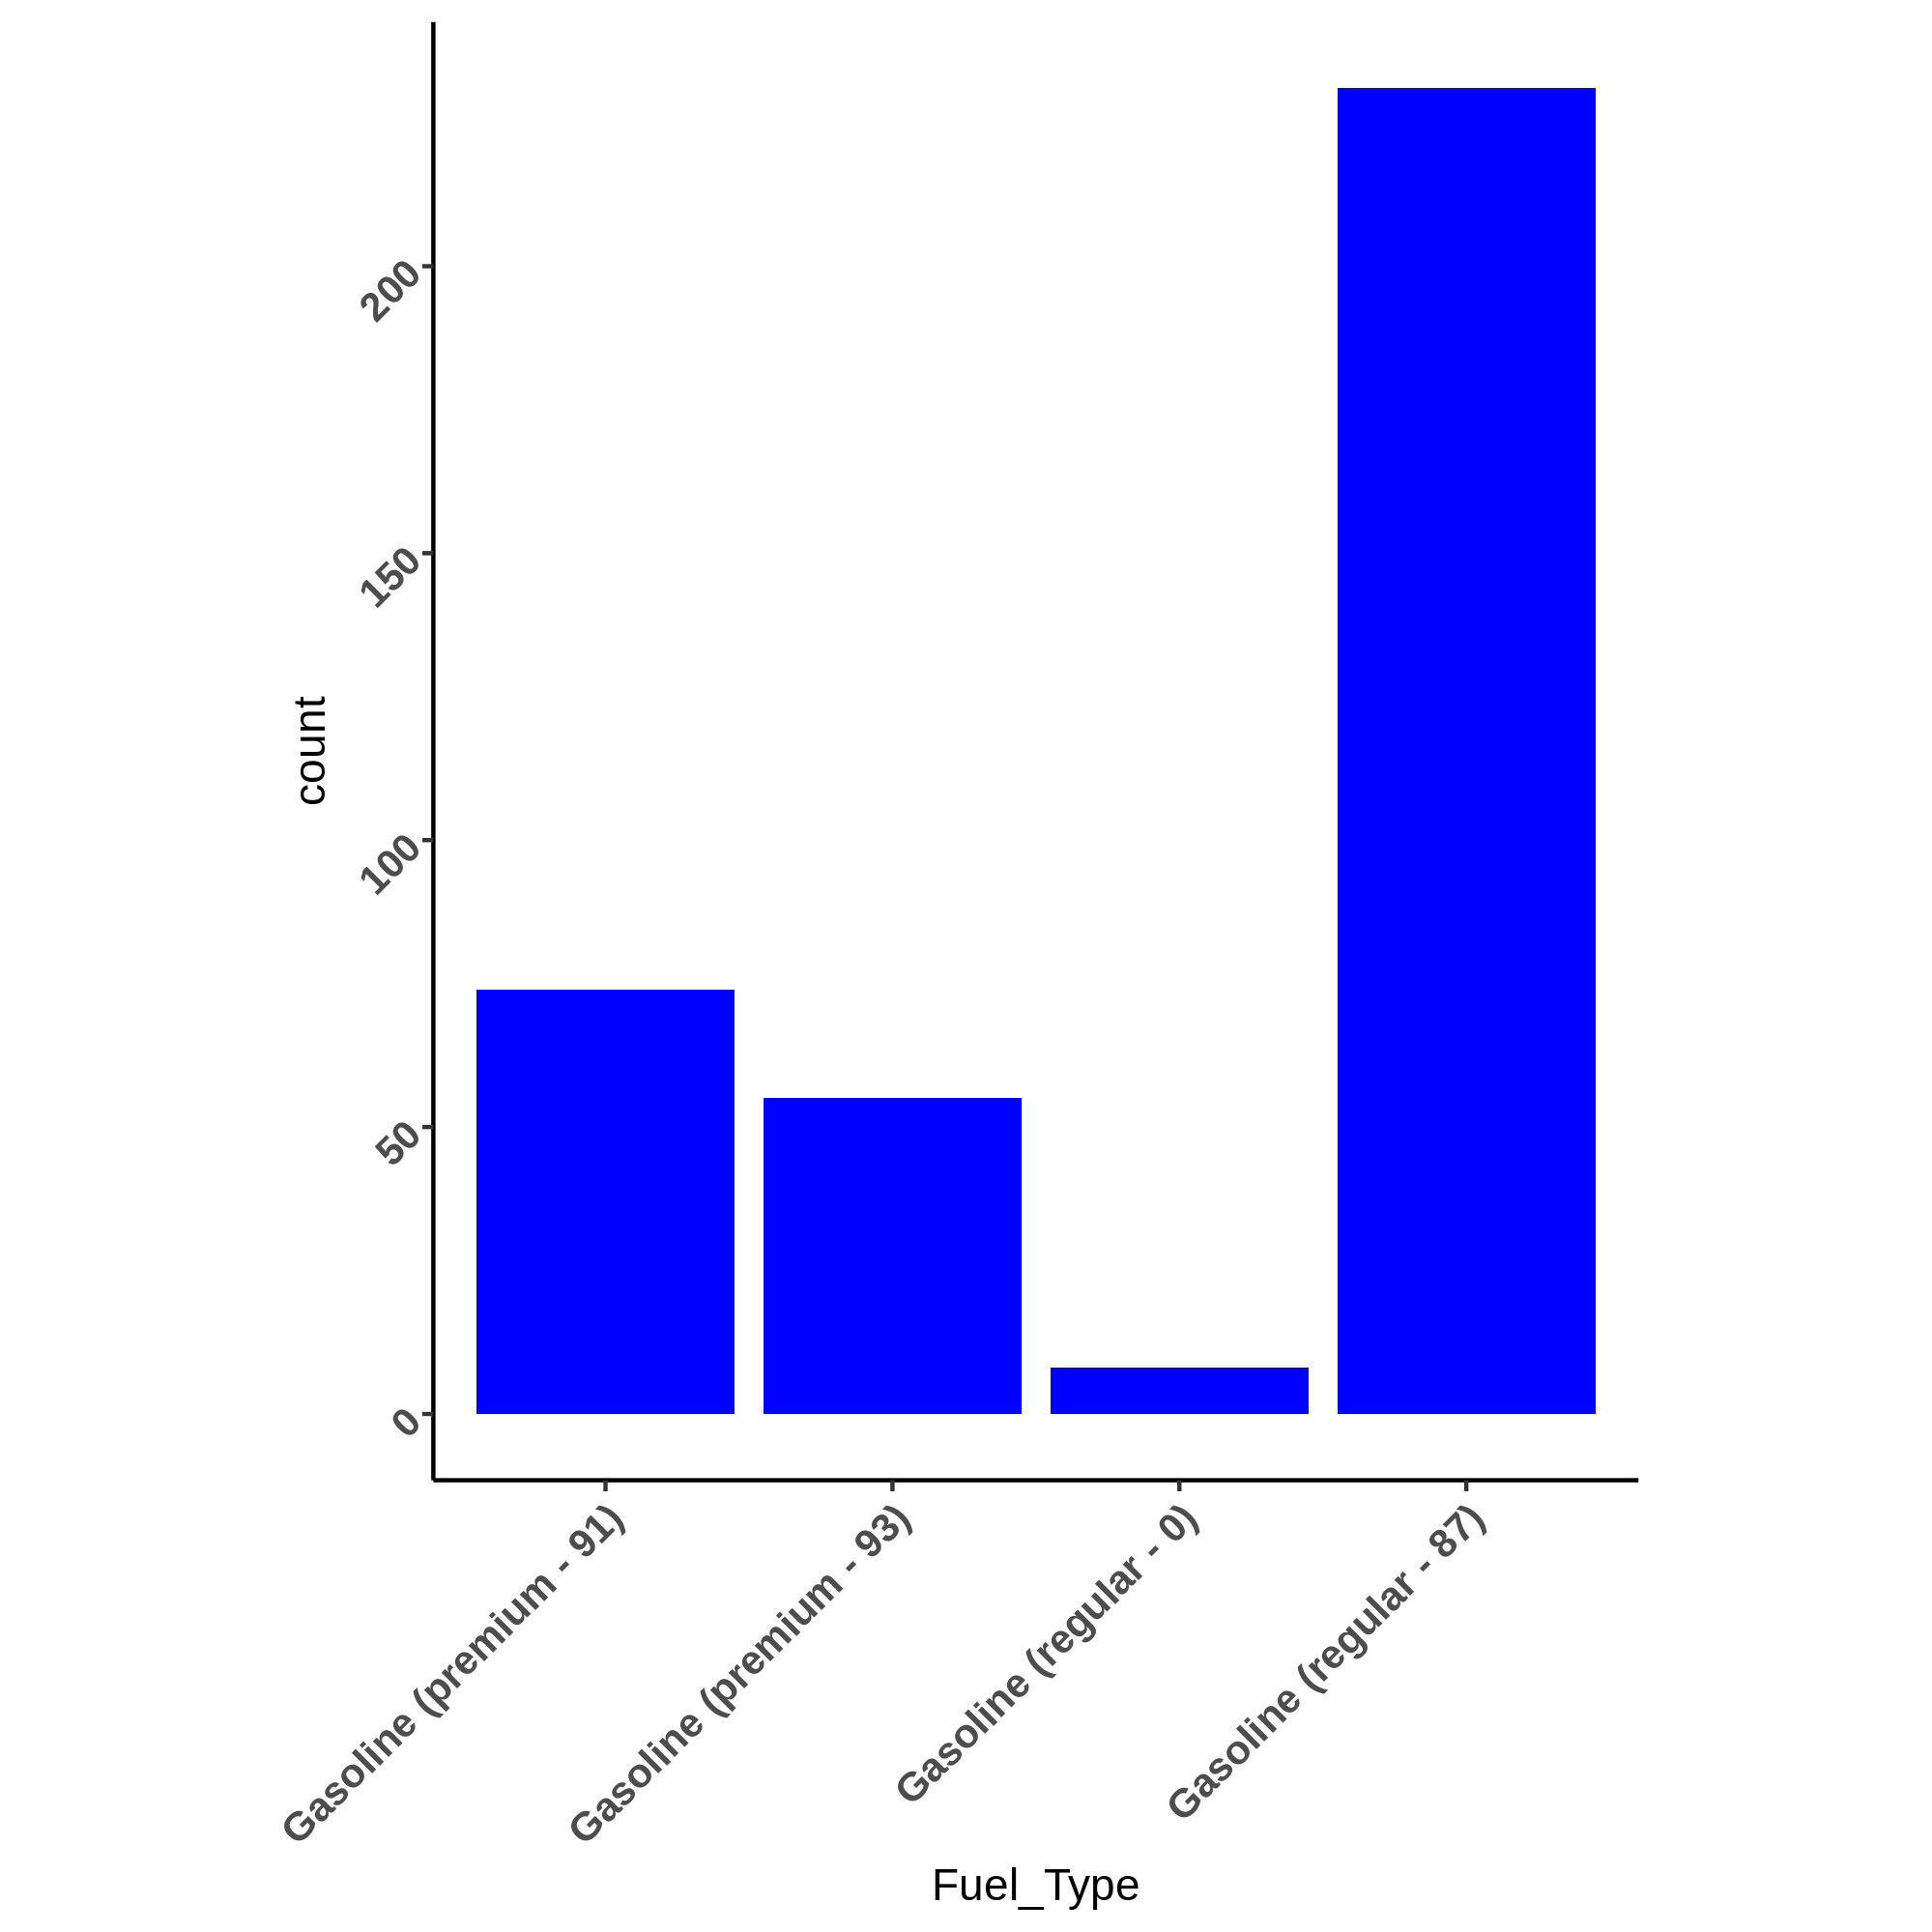 200
150
100
50
0
count
Gasoline (premium - 91)
Gasoline (premium - 93)
Gasoline (regular - 0)
Gasoline (regular - 87)
Fuel_Type